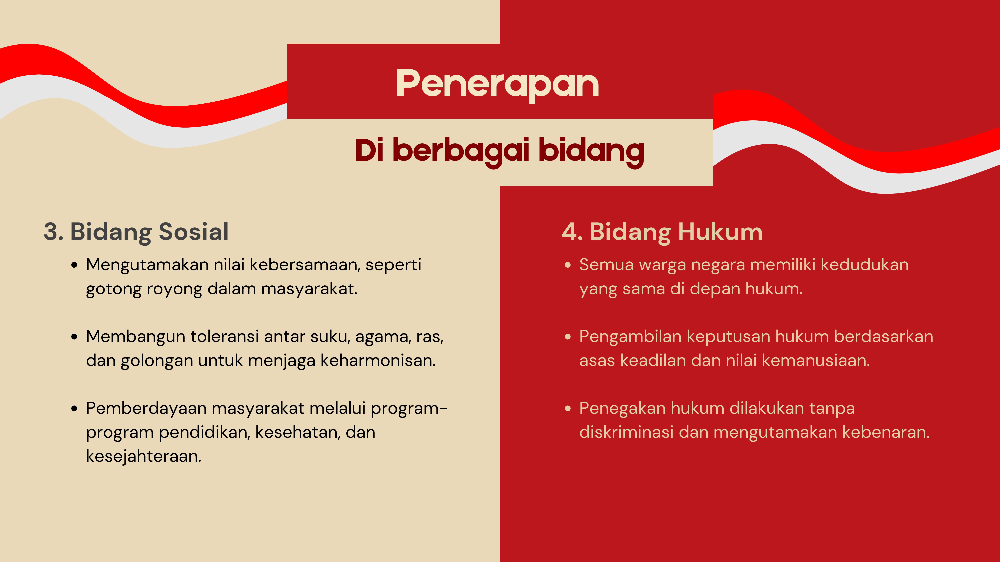 Penerapan
Di berbagai bidang
3. Bidang Sosial
• Mengutamakan nilai kebersamaan, seperti
gotong royong dalam masyarakat.
• Membangun toleransi antar suku, agama, ras,
dan golongan untuk menjaga keharmonisan.
• Pemberdayaan masyarakat melalui program-
program pendidikan, kesehatan, dan
kesejahteraan.
4. Bidang Hukum
• Semua warga negara memiliki kedudukan
yang sama di depan hukum.
• Pengambilan keputusan hukum berdasarkan
asas keadilan dan nilai kemanusiaan.
• Penegakan hukum dilakukan tanpa
diskriminasi dan mengutamakan kebenaran.